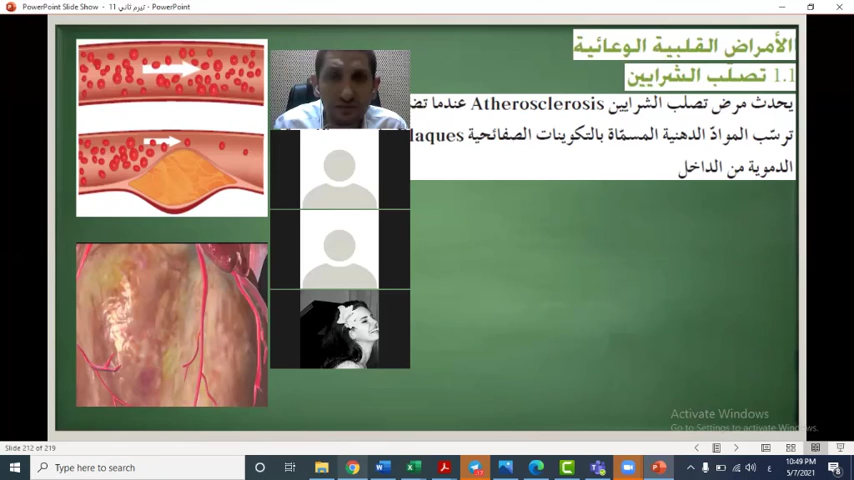 PowerPoint Slide Show - تيرم ثاني 11 - PowerPoint
الأمراض القلبية الوعائية
1.1 تصلّب الشرايين
يحدث مرض تصلب الشرايين Atherosclerosis عندما تض
ترسّب الموادّ الدهنية المسمّاة بالتكوينات الصفائحية laques
الدموية من الداخل
Activate Windows
Go to Settings to activate Windows.
Slide 212 of 219
Type here to search
10:49 PM
5/7/2021